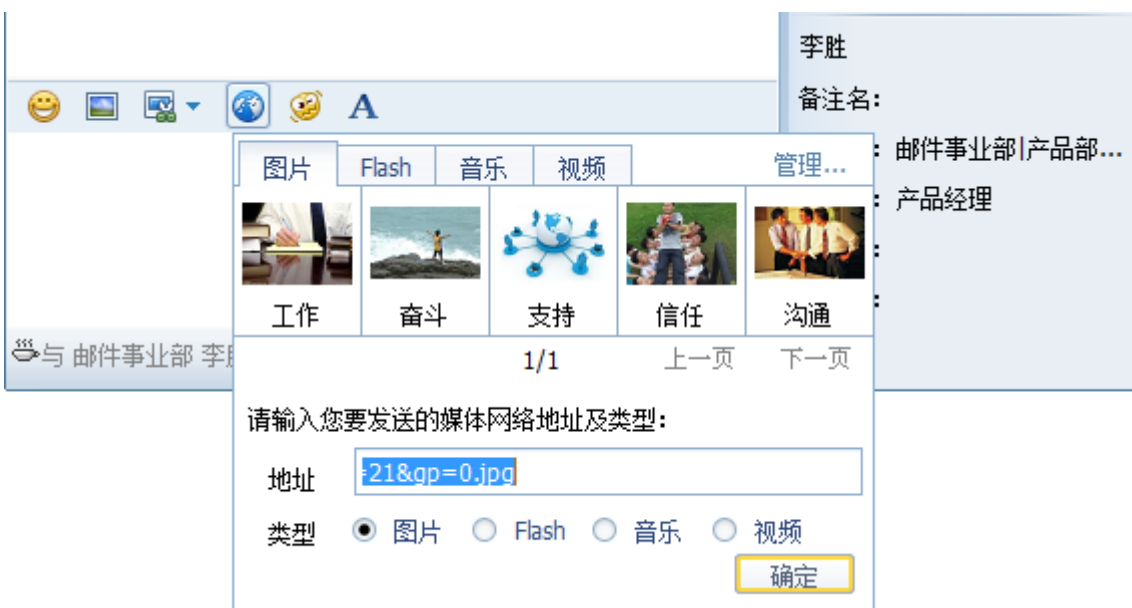 李胜
备注名：
：邮件事业部|产品部...
：产品经理
：
：
A
图片 Flash 音乐 视频 管理...
工作 奋斗 支持 信任 沟通
1/1 上一页 下一页
与 邮件事业部 李
请输入您要发送的媒体网络地址及类型：
地址 =21&gp=0.jpg
类型 图片 Flash 音乐 视频
确定